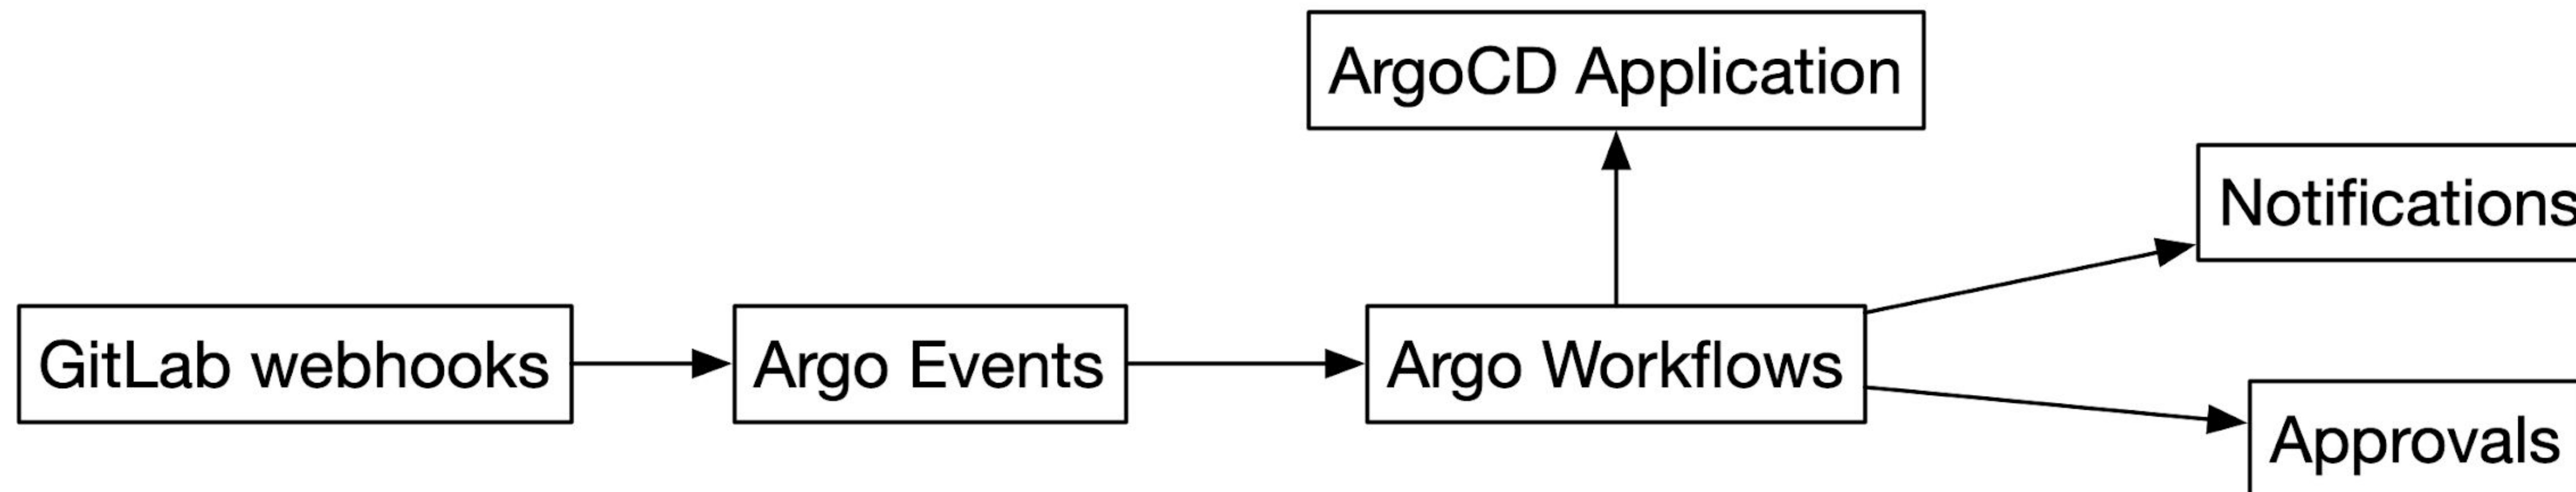 ArgoCD Application
Notifications
GitLab webhooks
Argo Events
Argo Workflows
Approvals